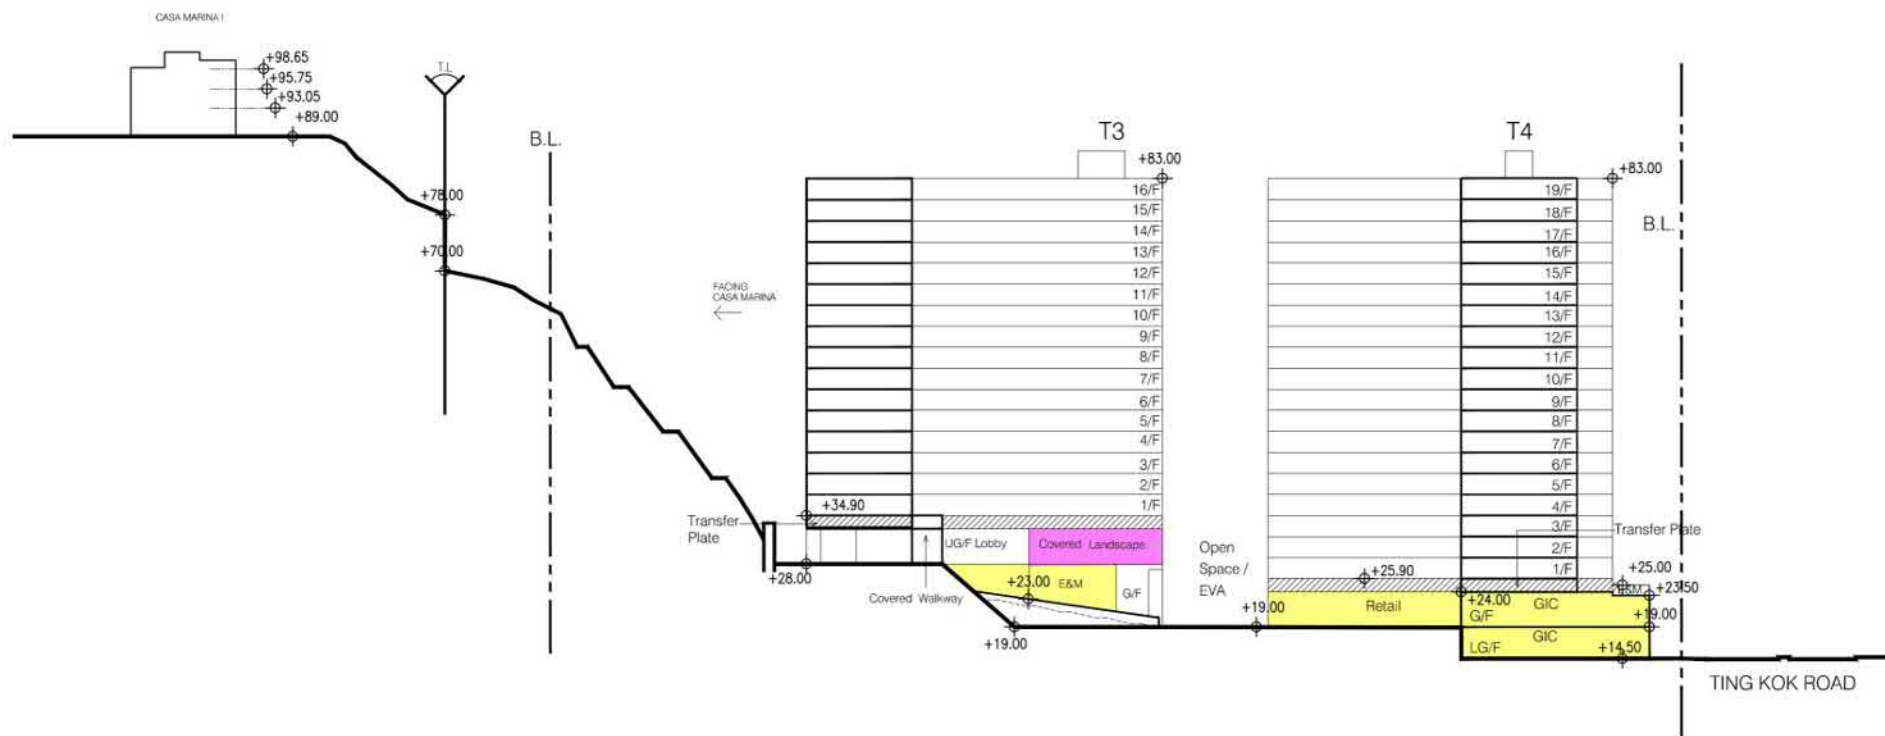 CASA MARINA I
+98.65
+95.75
+93.05
+89.00
T.L
B.L.
+78.00
+70.00
FACING
CASA MARINA
T3
+83.00
16/F
15/F
14/F
13/F
12/F
11/F
10/F
9/F
8/F
7/F
6/F
5/F
4/F
3/F
2/F
1/F
+34.90
Transfer
Plate
UG/F Lobby
Covered Landscape
+28.00
Covered Walkway
+23.00
E&M
G/F
+19.00
Open
Space /
EVA
+19.00
T4
+83.00
B.L.
19/F
18/F
17/F
16/F
15/F
14/F
13/F
12/F
11/F
10/F
9/F
8/F
7/F
6/F
5/F
4/F
3/F
2/F
1/F
Transfer Plate
+25.90
+25.00
E&M
+23.50
Retail
+24.00
GIC
G/F
+19.00
GIC
LG/F
+14.50
TING KOK ROAD